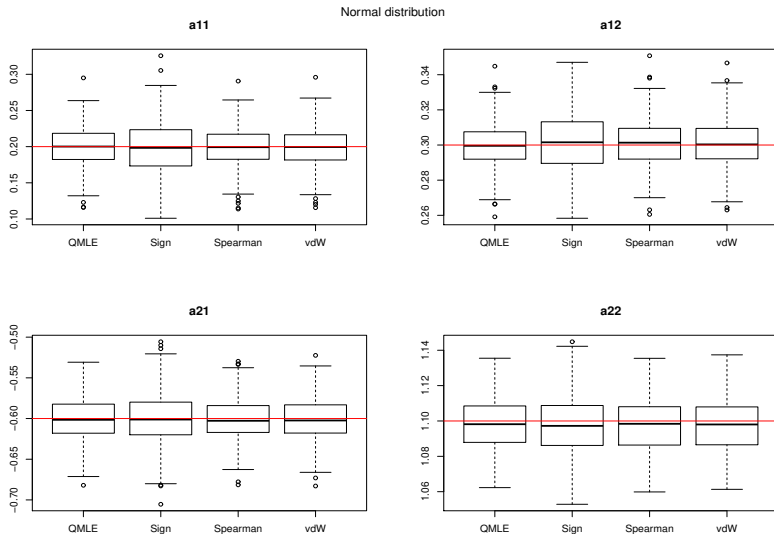 Normal distribution
a11
0.30
0.25
0.20
0.15
0.10
QMLE Sign Spearman vdW
a12
0.34
0.32
0.30
0.28
0.26
QMLE Sign Spearman vdW
a21
−0.50
−0.55
−0.60
−0.65
−0.70
QMLE Sign Spearman vdW
a22
1.14
1.12
1.10
1.08
1.06
QMLE Sign Spearman vdW